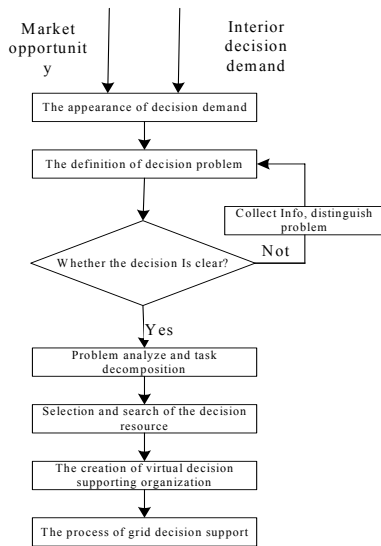 Market
opportunit
y
Interior
decision
demand
The appearance of decision demand
The definition of decision problem
Collect Info, distinguish
problem
Whether the decision Is clear?
Not
Yes
Problem analyze and task
decomposition
Selection and search of the decision
resource
The creation of virtual decision
supporting organization
The process of grid decision support